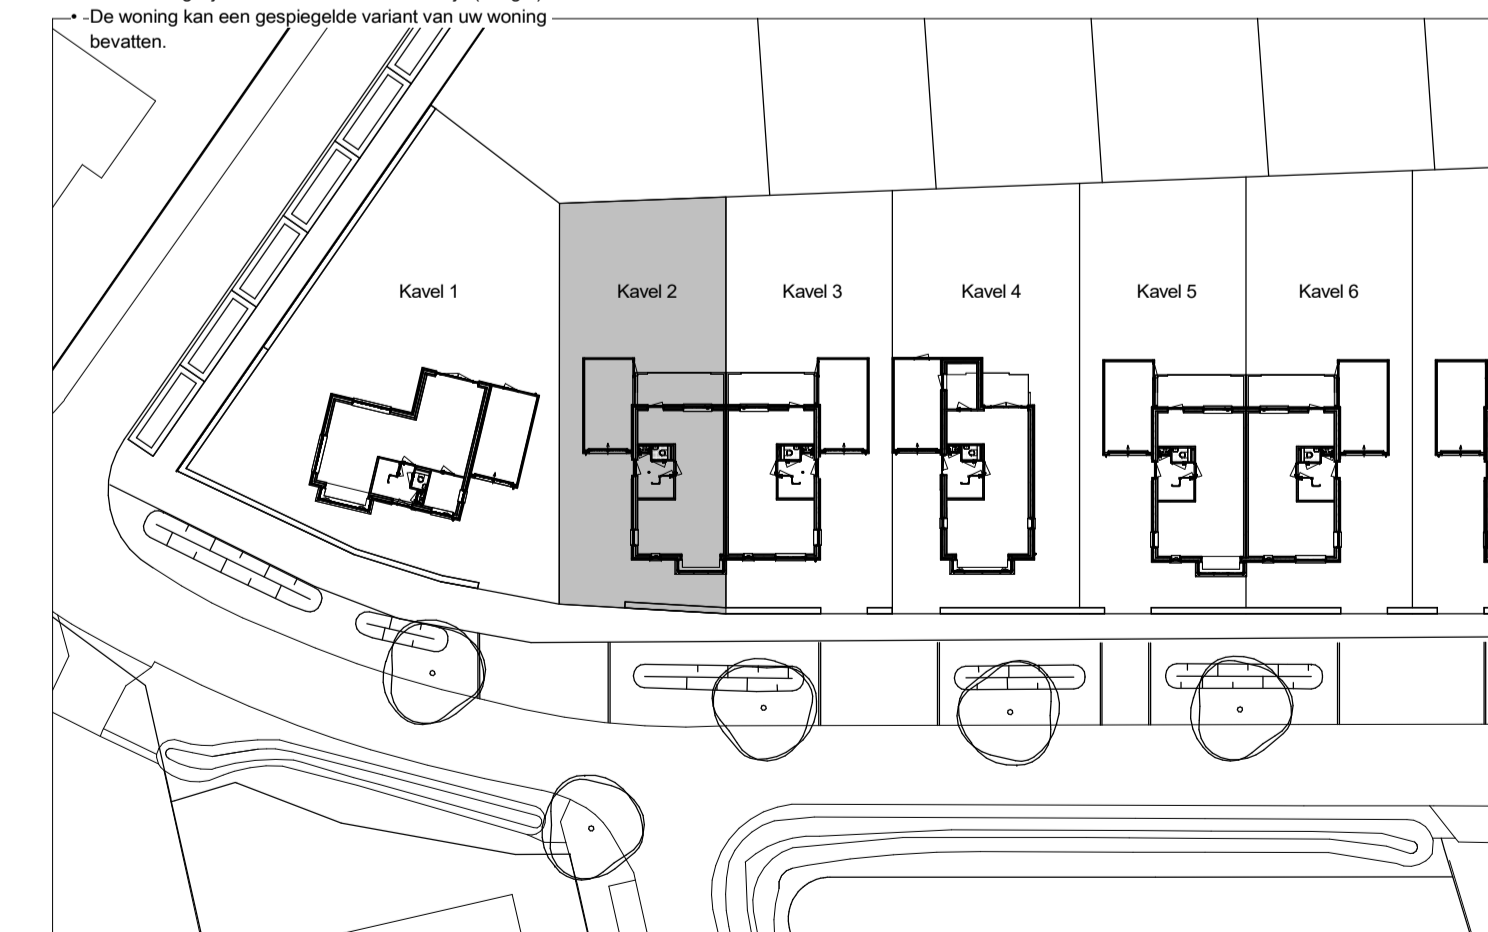 • De woning kan een gespiegelde variant van uw woning
bevatten.
Kavel 1
Kavel 2
Kavel 3
Kavel 4
Kavel 5
Kavel 6